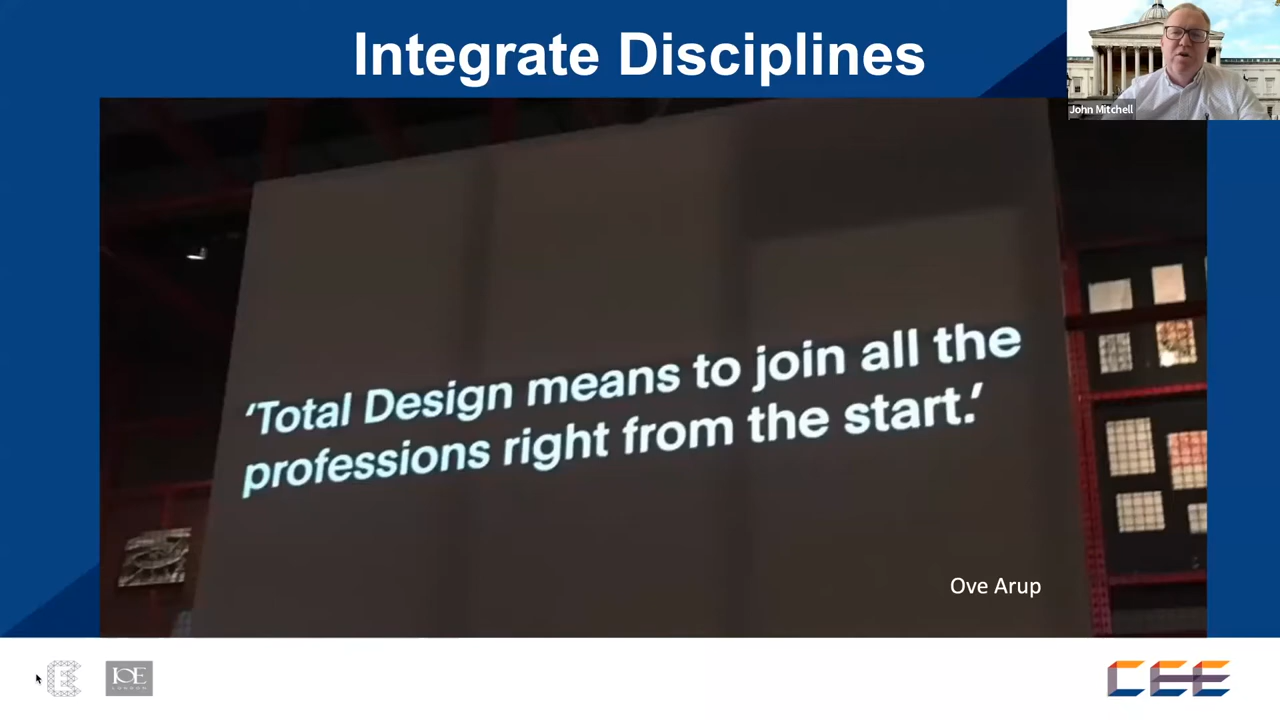 Integrate Disciplines
John Mitchell
'Total Design means to join all the
professions right from the start.'
Ove Arup
IOE
LONDON
CEE